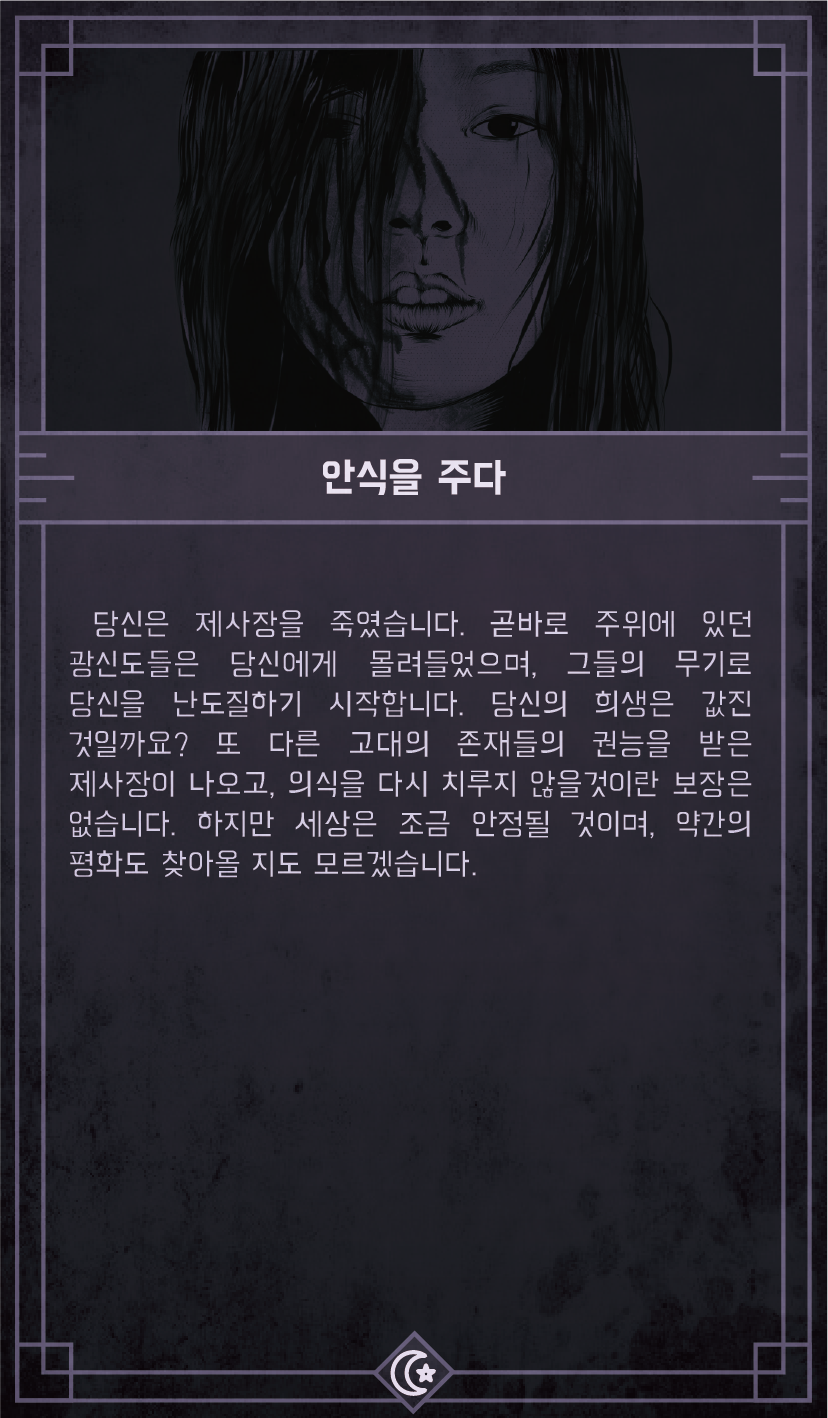 안식을 주다
당신은 제사장을 죽였습니다. 곧바로 주위에 있던
광신도들은 당신에게 몰려들었으며, 그들의 무기로
당신을 난도질하기 시작합니다. 당신의 희생은 값진
것일까요? 또 다른 고대의 존재들의 권능을 받은
제사장이 나오고, 의식을 다시 치루지 않을것이란 보장은
없습니다. 하지만 세상은 조금 안정될 것이며, 약간의
평화도 찾아올 지도 모르겠습니다.